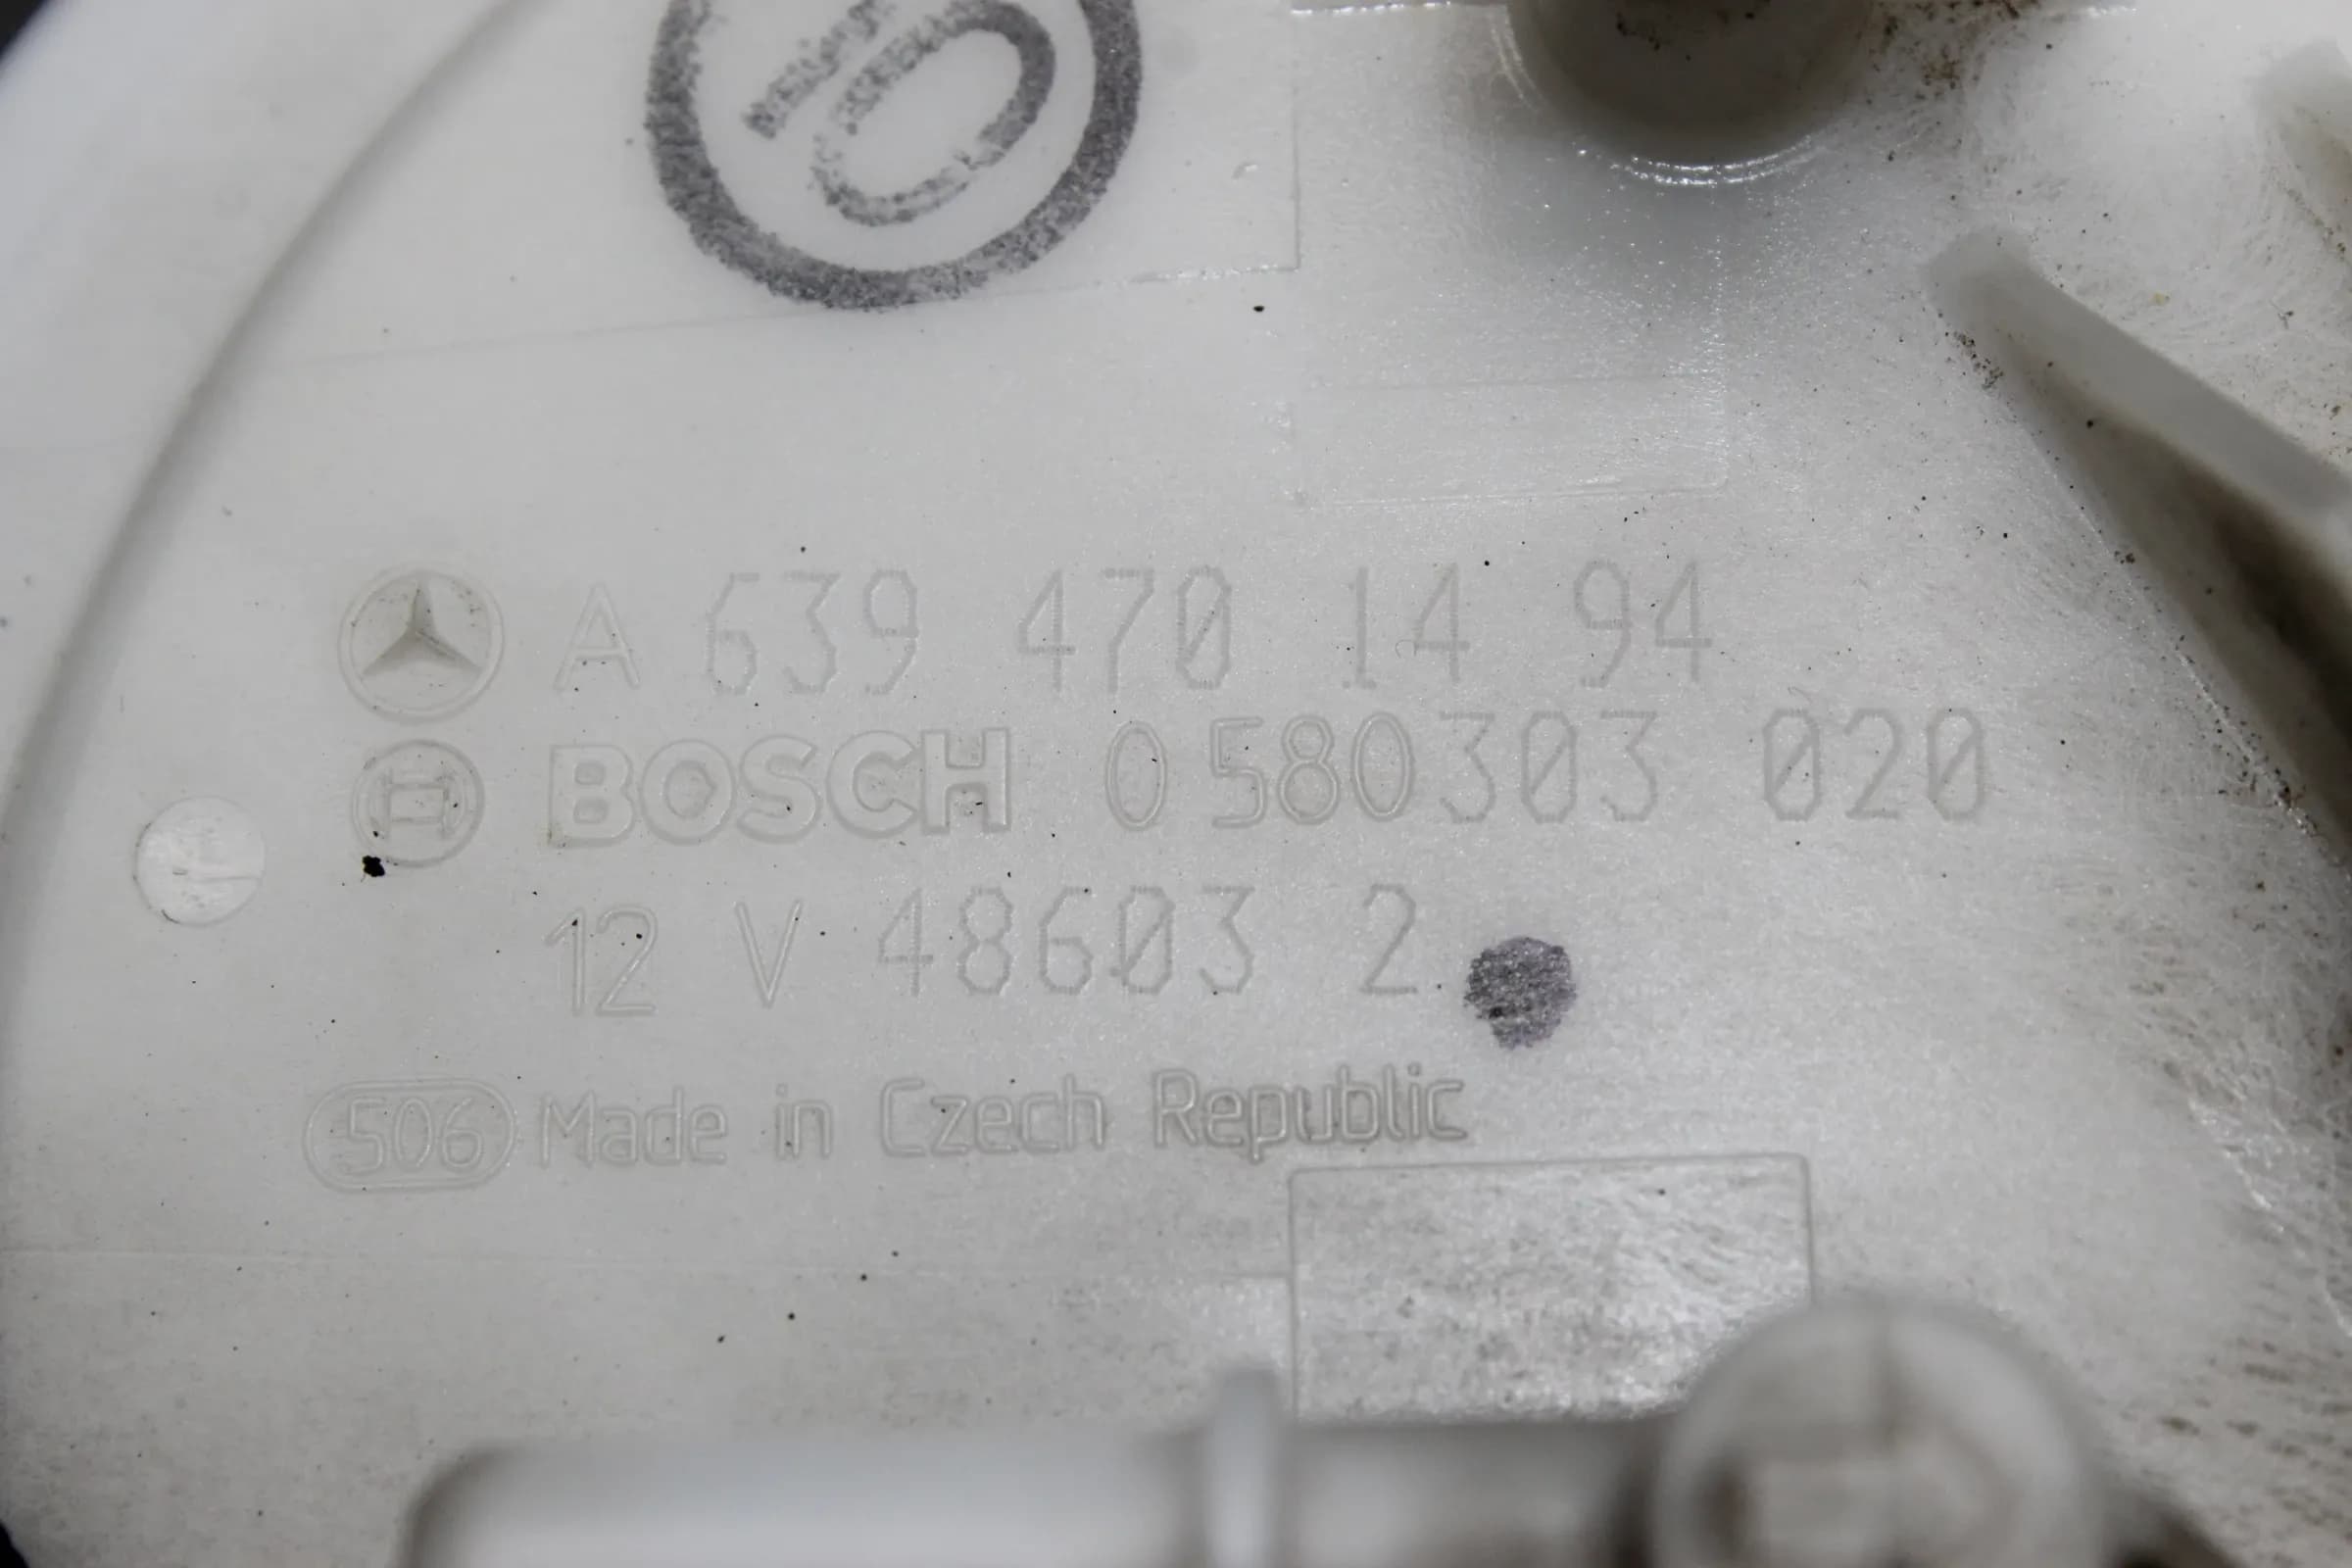 A 639 470 14 94
BOSCH 0 580 303 020
12 V 48603 2
506 Made in Czech Republic